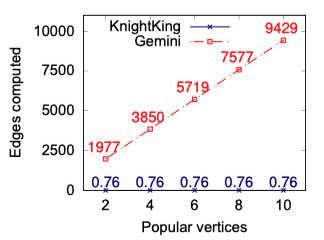 KnightKing
Gemini
10000
7500
5000
2500
0
Edges computed
1977
3850
5719
7577
9429
0.76 0.76 0.76 0.76 0.76
2 4 6 8 10
Popular vertices